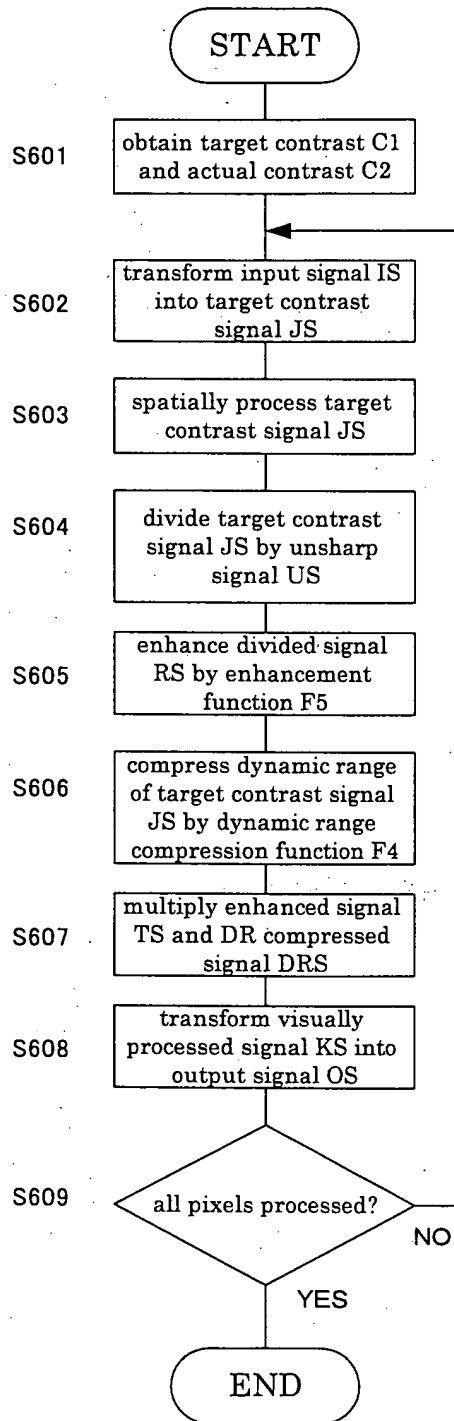 START
S601
obtain target contrast C1
and actual contrast C2
S602
transform input signal IS
into target contrast
signal JS
S603
spatially process target
contrast signal JS
S604
divide target contrast
signal JS by unsharp
signal US
S605
enhance divided signal
RS by enhancement
function F5
S606
compress dynamic range
of target contrast signal
JS by dynamic range
compression function F4
S607
multiply enhanced signal
TS and DR compressed
signal DRS
S608
transform visually
processed signal KS into
output signal OS
S609
all pixels processed?
NO
YES
END